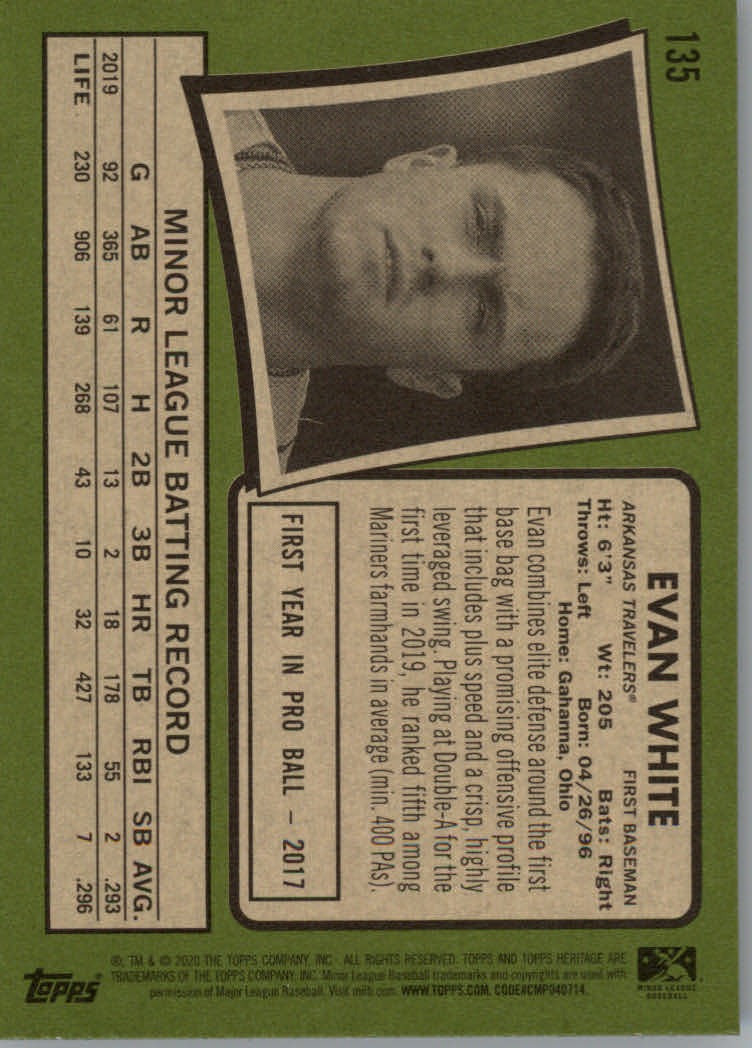 135
EVAN WHITE
ARKANSAS TRAVELERS® FIRST BASEMAN
Ht: 6'3" Wt: 205 Bats: Right
Throws: Left Born: 04/26/96
Home: Gahanna, Ohio
Evan combines elite defense around the first
base bag with a promising offensive profile
that includes plus speed and a crisp, highly
leveraged swing. Playing at Double-A for the
first time in 2019, he ranked fifth among
Mariners farmhands in average (min. 400 PAs).
FIRST YEAR IN PRO BALL – 2017
MINOR LEAGUE BATTING RECORD
G AB R H 2B 3B HR TB RBI SB AVG.
2019 92 365 61 107 13 2 18 178 55 2 .293
LIFE 230 906 139 268 43 10 32 427 133 7 .296
MINOR LEAGUE
BASEBALL
®, TM & © 2020 THE TOPPS COMPANY, INC. ALL RIGHTS RESERVED. TOPPS AND TOPPS HERITAGE ARE
TRADEMARKS OF THE TOPPS COMPANY, INC. Minor League Baseball trademarks and copyrights are used with
permission of Major League Baseball. Visit milb.com. WWW.TOPPS.COM. CODE#CMP040714.
topps®